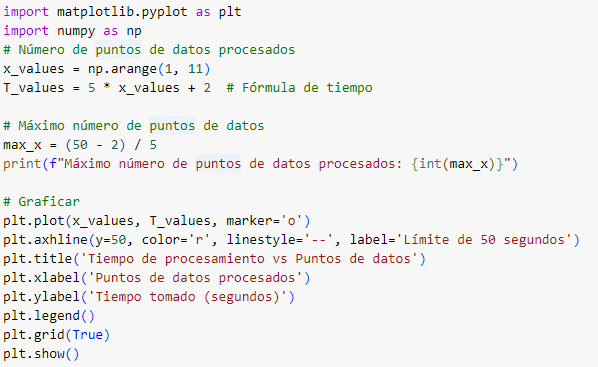 import matplotlib.pyplot as plt
import numpy as np
# Número de puntos de datos procesados
x_values = np.arange(1, 11)
T_values = 5 * x_values + 2  # Fórmula de tiempo

# Máximo número de puntos de datos
max_x = (50 - 2) / 5
print(f"Máximo número de puntos de datos procesados: {int(max_x)}")

# Graficar
plt.plot(x_values, T_values, marker='o')
plt.axhline(y=50, color='r', linestyle='--', label='Límite de 50 segundos')
plt.title('Tiempo de procesamiento vs Puntos de datos')
plt.xlabel('Puntos de datos procesados')
plt.ylabel('Tiempo tomado (segundos)')
plt.legend()
plt.grid(True)
plt.show()